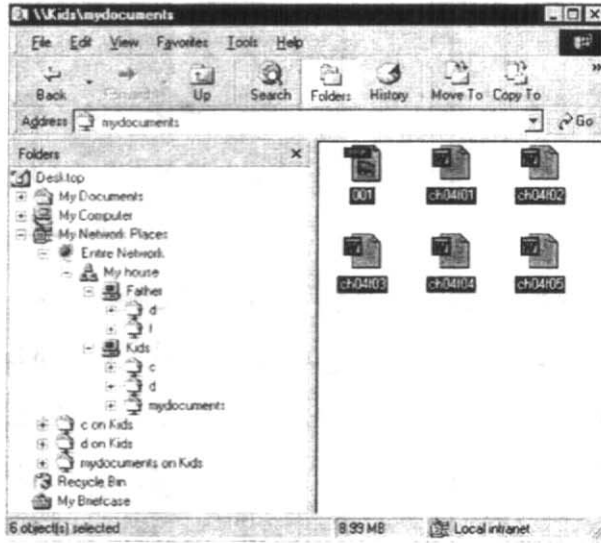 \\Kids\mydocuments
File Edit View Favorites Tools Help
Back Forward Up Search Folders History Move To Copy To »
Address mydocuments Go
Folders ×
Desktop
My Documents
My Computer
My Network Places
Entire Network
My house
Father
d
f
Kids
c
d
mydocuments
c on Kids
d on Kids
mydocuments on Kids
Recycle Bin
My Briefcase
001 ch04f01 ch04f02
ch04f03 ch04f04 ch04f05
6 object(s) selected 8.99 MB Local intranet